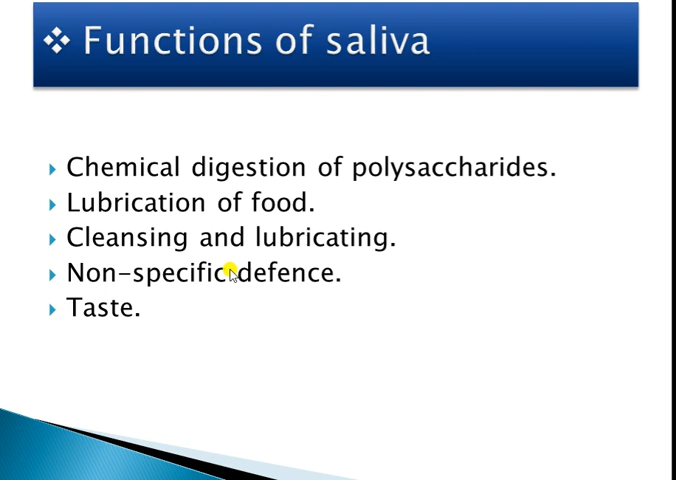 Functions of saliva
Chemical digestion of polysaccharides.
Lubrication of food.
Cleansing and lubricating.
Non-specific defence.
Taste.